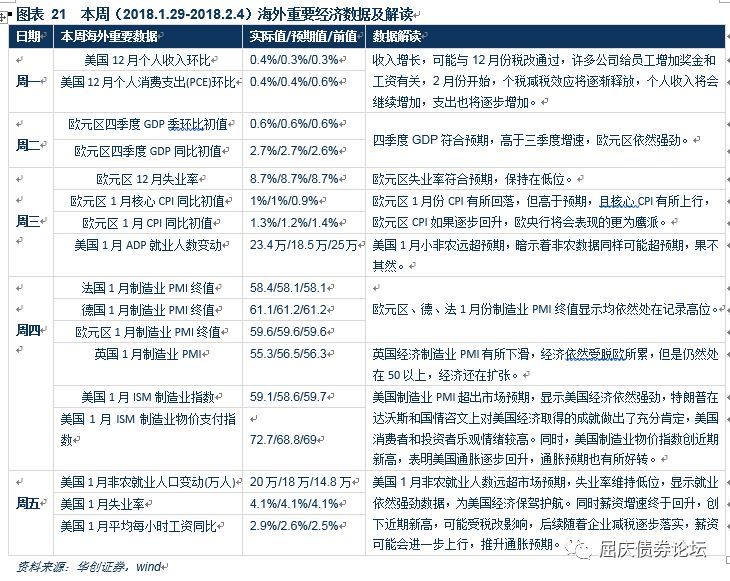 图表 21 本周（2018.1.29-2018.2.4）海外重要经济数据及解读
日期 本周海外重要数据 实际值/预期值/前值 数据解读
周一
美国 12 月个人收入环比 0.4%/0.3%/0.3%
美国 12 月个人消费支出(PCE)环比 0.4%/0.4%/0.6%
收入增长，可能与 12 月份税改通过，许多公司给员工增加奖金和
工资有关，2 月份开始，个税减税效应将逐渐释放，个人收入将会
继续增加，支出也将逐步增加。
周二
欧元区四季度 GDP 季环比初值 0.6%/0.6%/0.6%
欧元区四季度 GDP 同比初值 2.7%/2.7%/2.6%
四季度 GDP 符合预期，高于三季度增速，欧元区依然强劲。
周三
欧元区 12 月失业率 8.7%/8.7%/8.7% 欧元区失业率符合预期，保持在低位。
欧元区 1 月核心 CPI 同比初值 1%/1%/0.9%
欧元区 1 月 CPI 同比初值 1.3%/1.2%/1.4%
欧元区 1 月份 CPI 有所回落，但高于预期，且核心 CPI 有所上行，
欧元区 CPI 如果逐步回升，欧央行将会表现的更为鹰派。
美国 1 月 ADP 就业人数变动 23.4 万/18.5 万/25 万
美国 1 月小非农远超预期，暗示着非农数据同样可能超预期，果不
其然。
周四
法国 1 月制造业 PMI 终值 58.4/58.1/58.1
德国 1 月制造业 PMI 终值 61.1/61.2/61.2
欧元区 1 月制造业 PMI 终值 59.6/59.6/59.6
欧元区、德、法 1 月份制造业 PMI 终值显示均依然处在记录高位。
英国 1 月制造业 PMI 55.3/56.5/56.3
英国经济制造业 PMI 有所下滑，经济依然受脱欧所累，但是仍然处
在 50 以上，经济还在扩张。
美国 1 月 ISM 制造业指数 59.1/58.6/59.7
美国 1 月 ISM 制造业物价支付指
数 72.7/68.8/69
美国制造业 PMI 超出市场预期，显示美国经济依然强劲，特朗普在
达沃斯和国情咨文上对美国经济取得的成就做出了充分肯定，美国
消费者和投资者乐观情绪较高。同时，美国制造业物价指数创近期
新高，表明美国通胀逐步回升，通胀预期也有所好转。
周五
美国 1 月非农就业人口变动(万人) 20 万/18 万/14.8 万
美国 1 月失业率 4.1%/4.1%/4.1%
美国 1 月平均每小时工资同比 2.9%/2.6%/2.5%
美国 1 月非农就业人数远超市场预期，失业率维持低位，显示就业
依然强劲数据，为美国经济保驾护航。同时薪资增速终于回升，创
下近期新高，可能受税改影响，后续随着企业减税逐步落实，薪资
可能会进一步上行，推升通胀预期。
屈庆债券论坛
资料来源：华创证券，wind